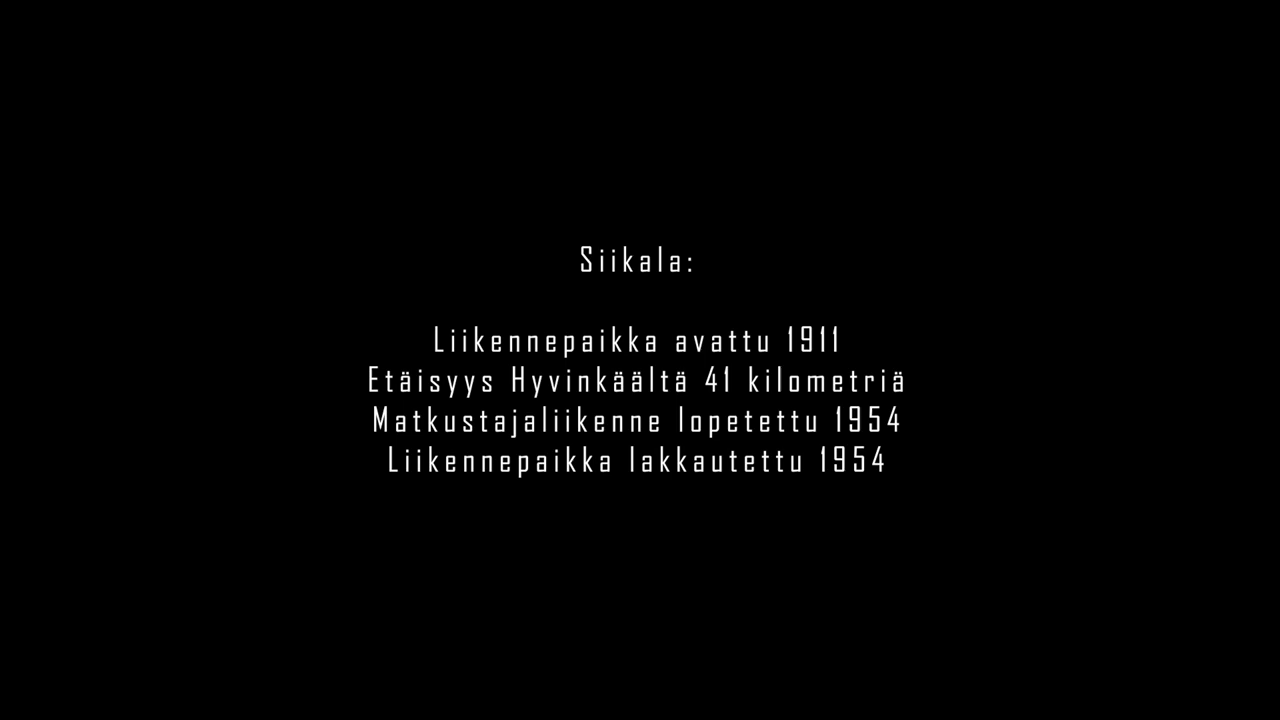 Siikala:
Liikennepaikka avattu 1911
Etäisyys Hyvinkäältä 41 kilometriä
Matkustajaliikenne lopetettu 1954
Liikennepaikka lakkautettu 1954